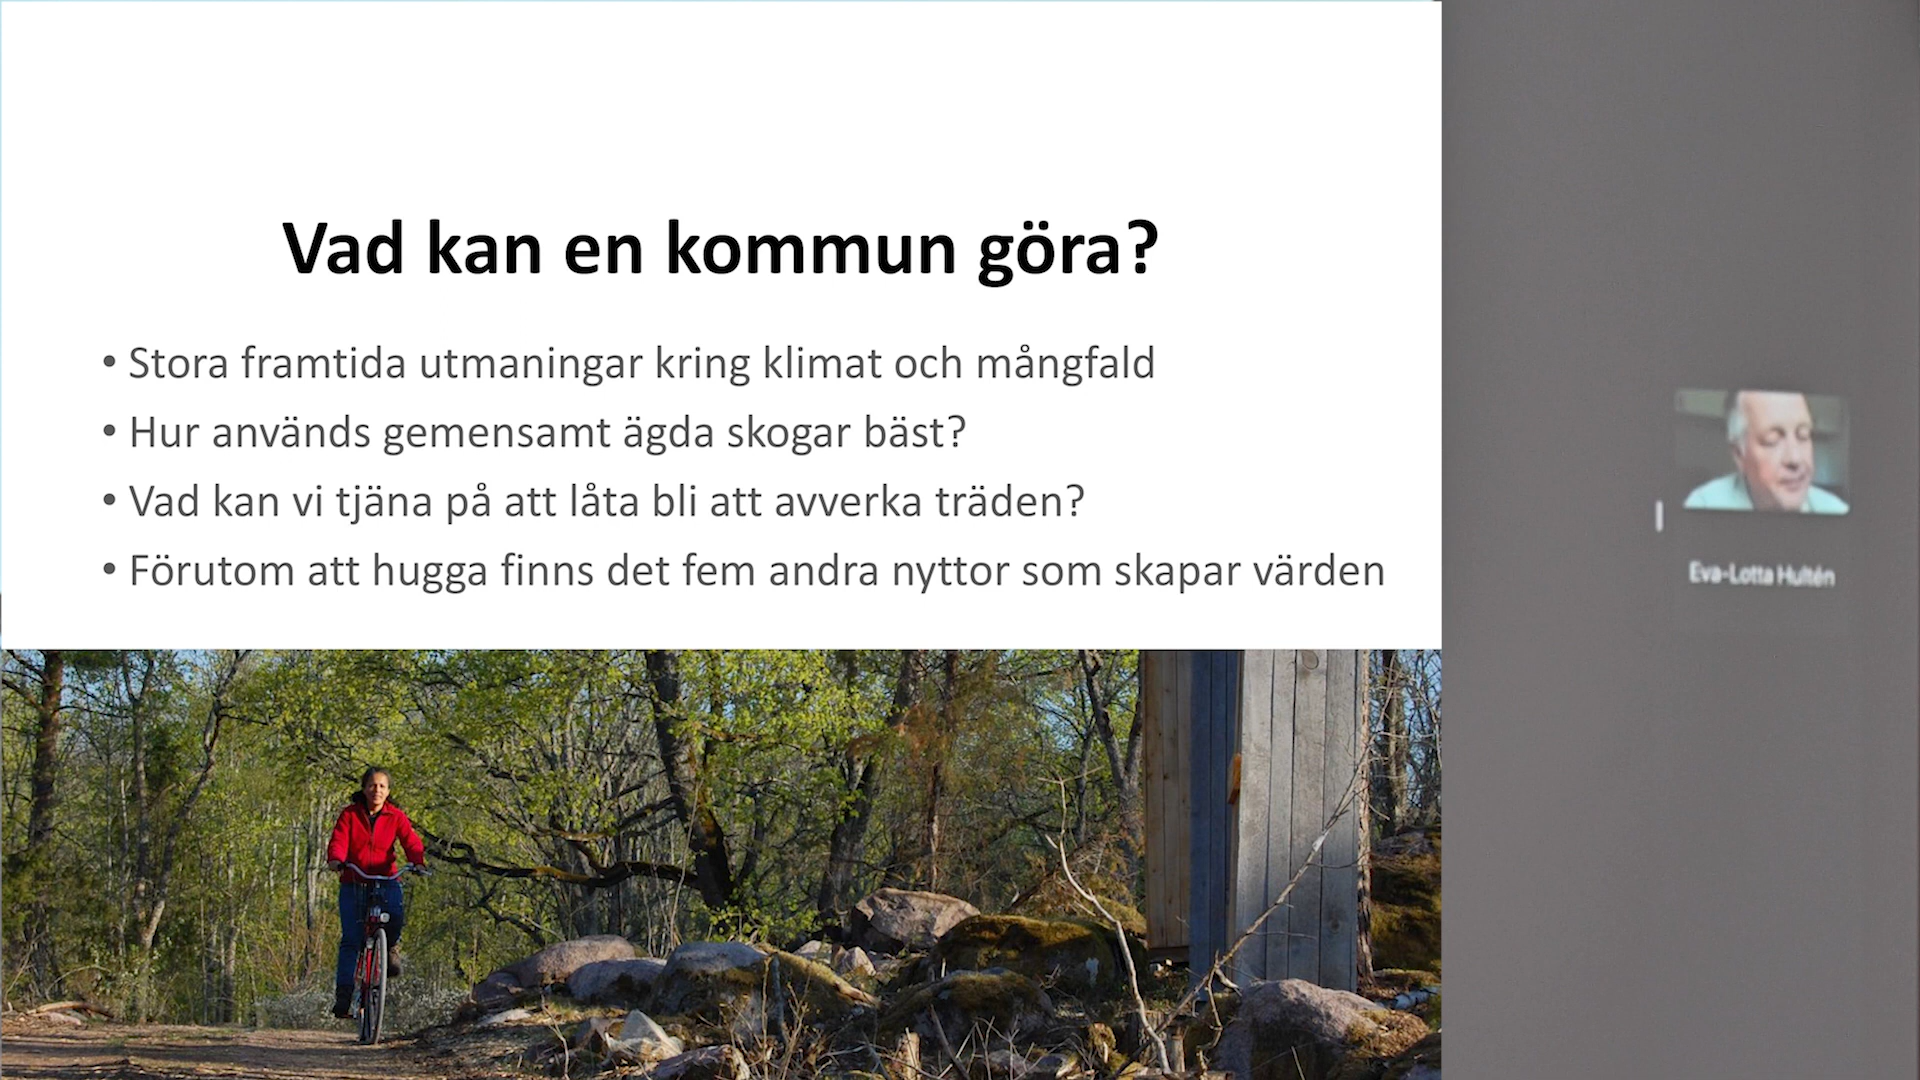 Vad kan en kommun göra?
• Stora framtida utmaningar kring klimat och mångfald
• Hur används gemensamt ägda skogar bäst?
• Vad kan vi tjäna på att låta bli att avverka träden?
• Förutom att hugga finns det fem andra nyttor som skapar värden
Eva-Lotta Hultén